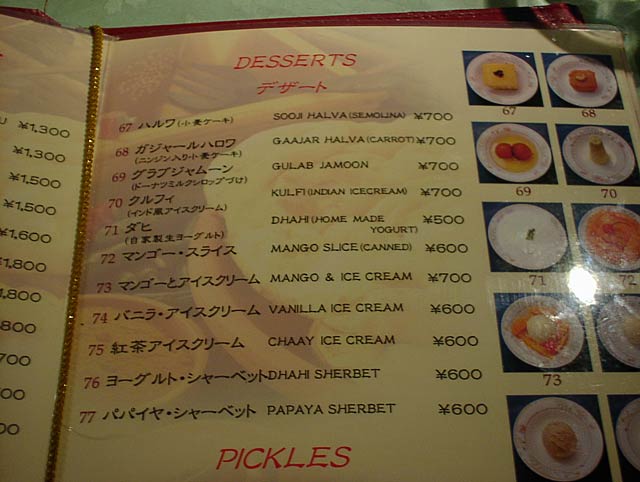 ¥1,300
¥1,300
¥1,500
¥1,500
¥1,600
¥1,800
DESSERTS
デザート
67 ハルワ(小麦ケーキ) SOOJI HALVA (SEMOLINA) ¥700
68 ガジャールハロワ GAAJAR HALVA (CARROT) ¥700
(ニンジン入り小麦ケーキ)
69 グラブジャムーン GULAB JAMOON ¥700
(ドーナツミルクシロップづけ)
70 クルフィ KULFI (INDIAN ICECREAM) ¥700
(インド風アイスクリーム)
71 ダヒ DHAHI (HOME MADE YOGURT) ¥500
(自家製生ヨーグルト)
72 マンゴー・スライス MANGO SLICE (CANNED) ¥600
73 マンゴーとアイスクリーム MANGO & ICE CREAM ¥700
74 バニラ・アイスクリーム VANILLA ICE CREAM ¥600
75 紅茶アイスクリーム CHAAY ICE CREAM ¥600
76 ヨーグルト・シャーベット DHAHI SHERBET ¥600
77 パパイヤ・シャーベット PAPAYA SHERBET ¥600
PICKLES
67 68
69 70
71 72
73